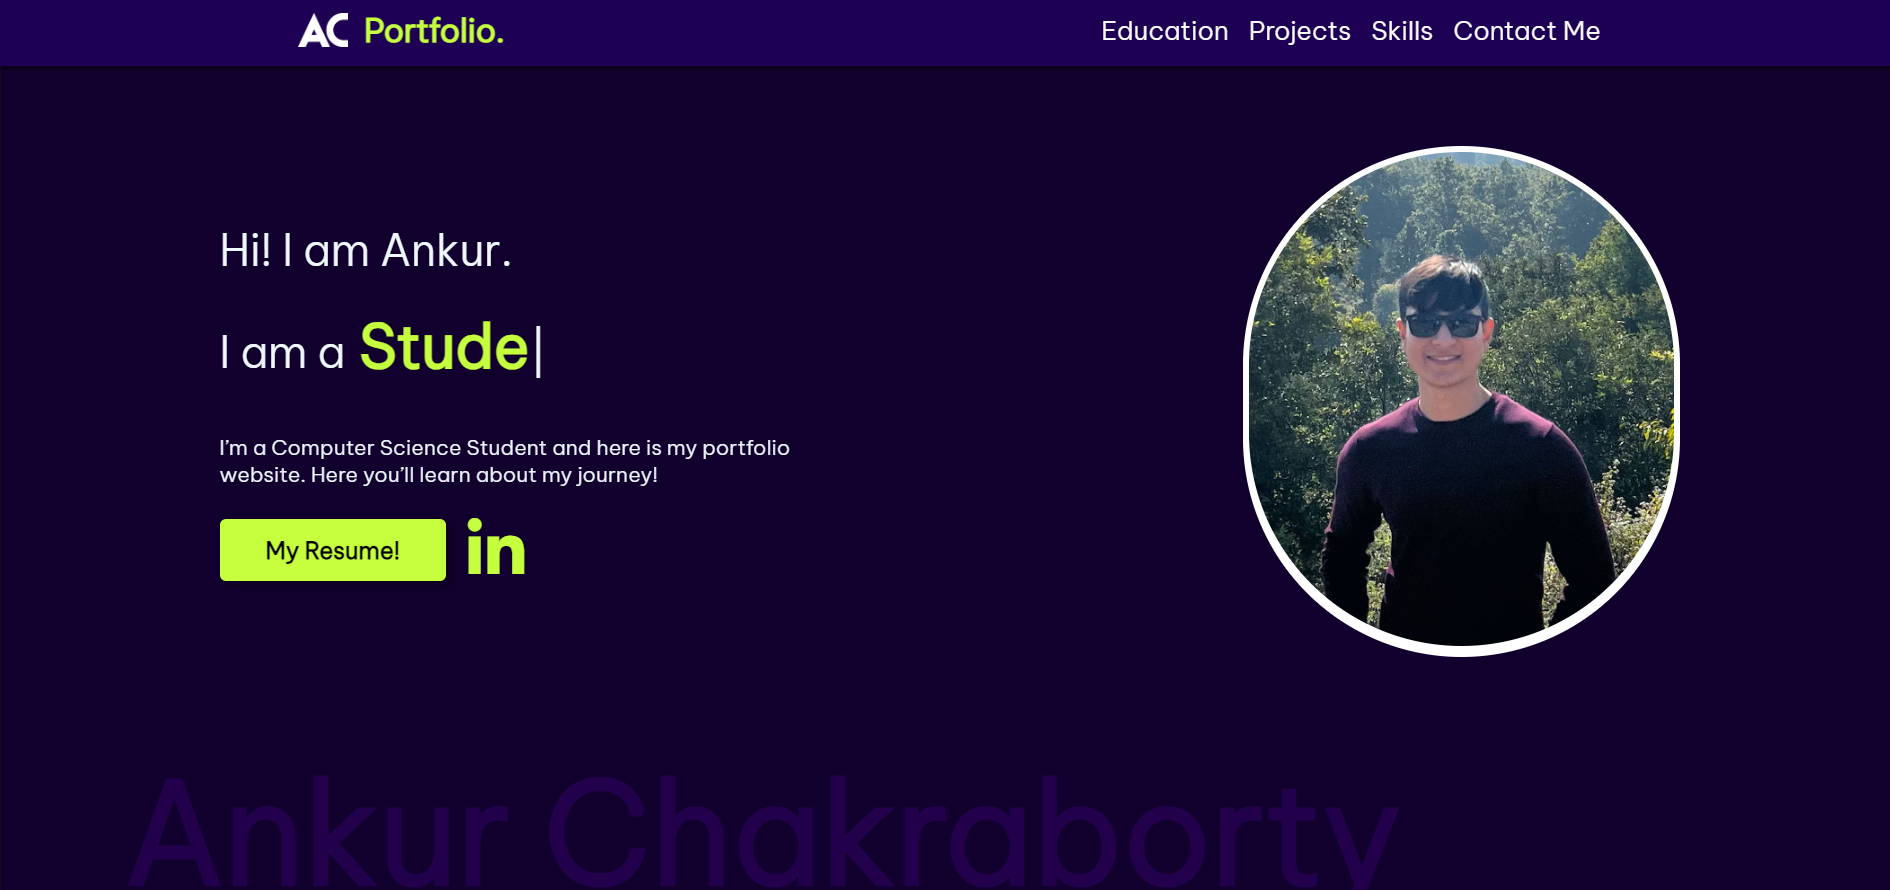 AC Portfolio.
Education Projects Skills Contact Me
Hi! I am Ankur.
I am a Stude|
I’m a Computer Science Student and here is my portfolio
website. Here you’ll learn about my journey!
My Resume! in
Ankur Chakraborty